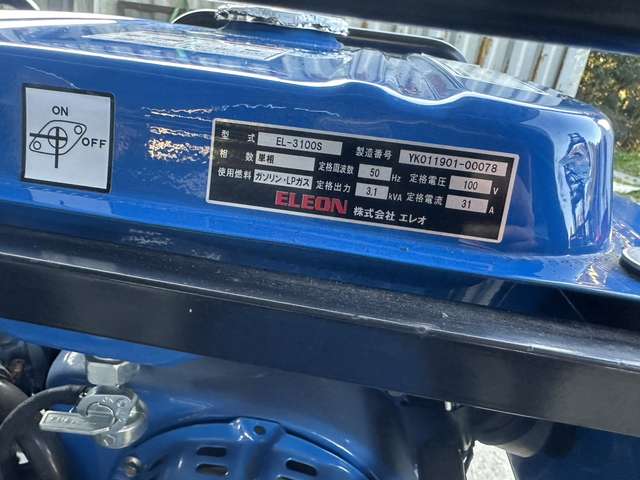 ON
OFF
型 式 EL-3100S 製造番号 YK011901-00078
相 数 単相 定格周波数 50 Hz 定格電圧 100 V
使用燃料 ガソリン・LPガス 定格出力 3.1 kVA 定格電流 31 A
ELEON 株式会社 エレオ